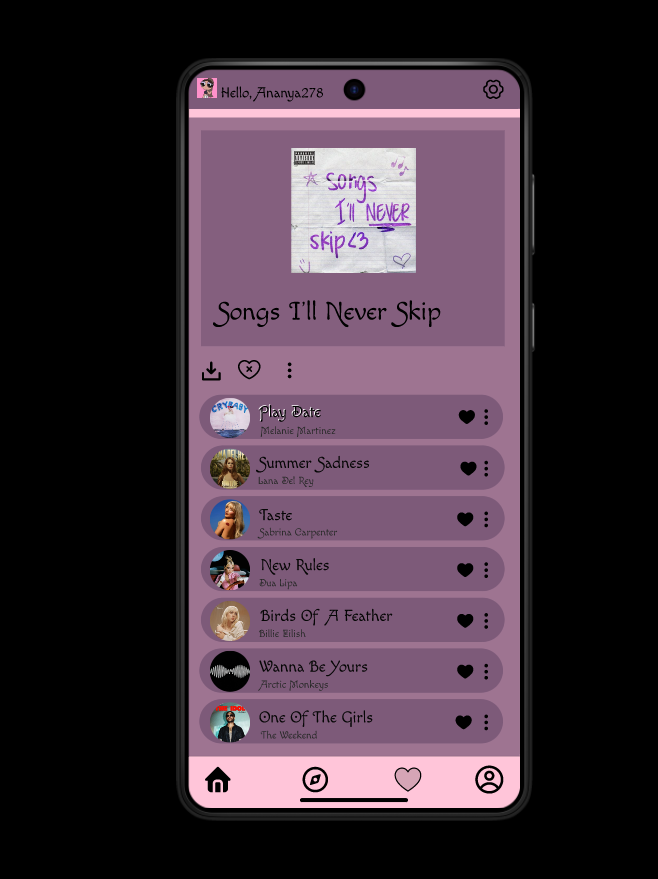 Hello, Ananya278
songs
I'll NEVER
skip<3
Songs I'll Never Skip
CRYBABY
Play Date
Melanie Martinez
Summer Sadness
Lana Del Rey
Taste
Sabrina Carpenter
New Rules
Dua Lipa
Birds Of A Feather
Billie Eilish
Wanna Be Yours
Arctic Monkeys
One Of The Girls
The Weekend